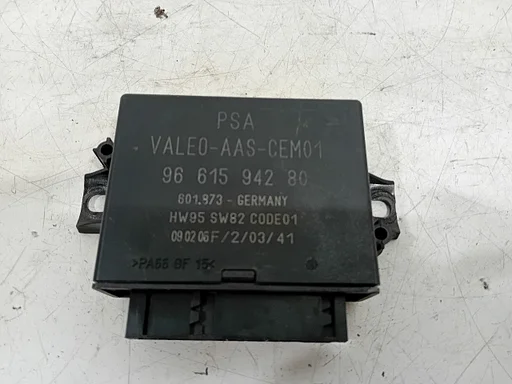 PSA
VALEO-AAS-CEM01
96 615 942 80
601.873 - GERMANY
HW95 SW82 CODE01
090206F/2/03/41
>PA66 GF 15<